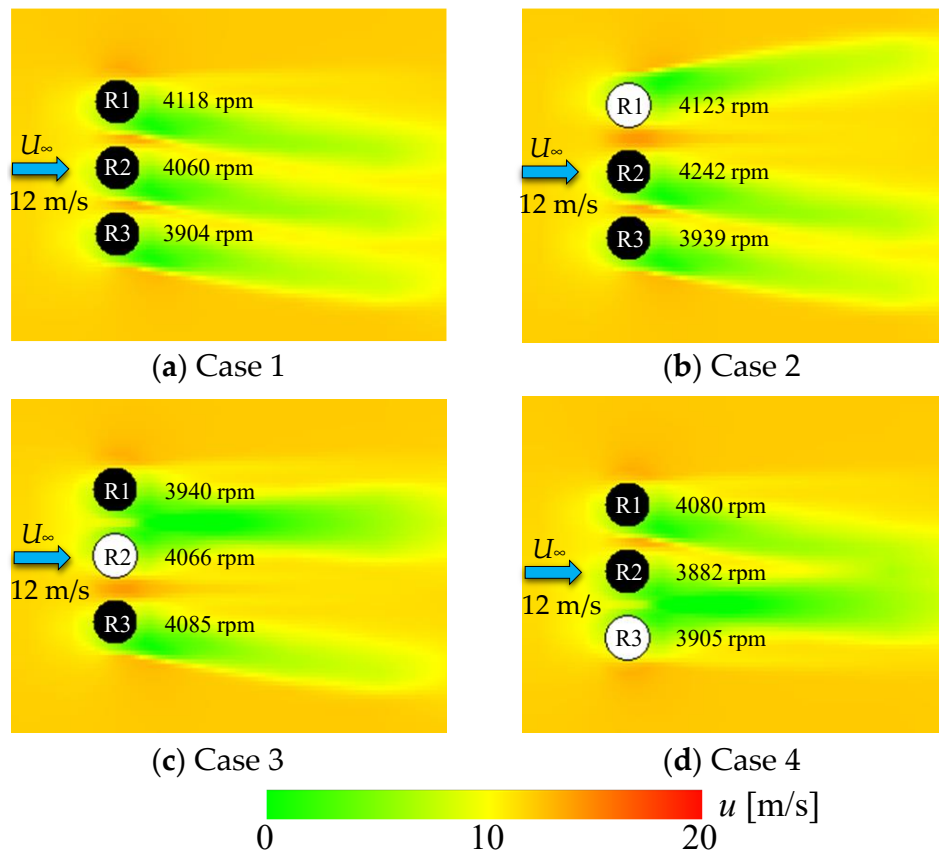 R1 4118 rpm
U∞
R2 4060 rpm
12 m/s
R3 3904 rpm
(a) Case 1
R1 4123 rpm
U∞
R2 4242 rpm
12 m/s
R3 3939 rpm
(b) Case 2
R1 3940 rpm
U∞
R2 4066 rpm
12 m/s
R3 4085 rpm
(c) Case 3
R1 4080 rpm
U∞
R2 3882 rpm
12 m/s
R3 3905 rpm
(d) Case 4
u [m/s]
0 10 20